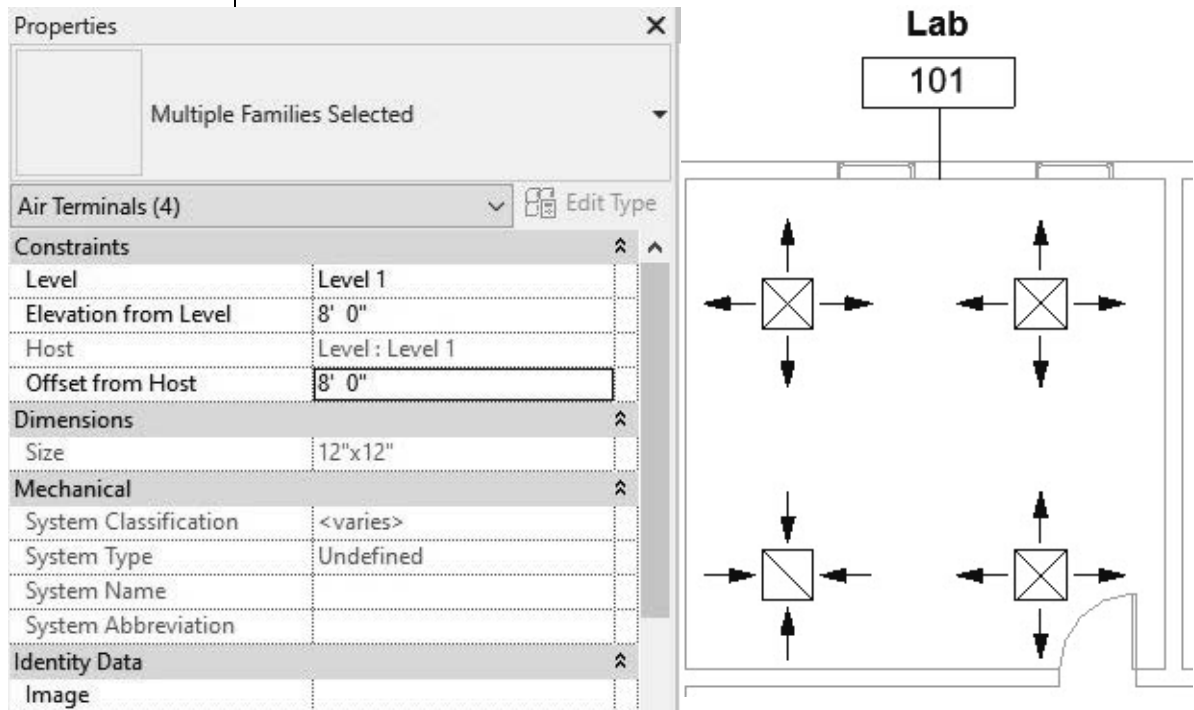 Properties
Multiple Families Selected
Air Terminals (4)
Edit Type
Constraints
Level Level 1
Elevation from Level 8' 0"
Host Level : Level 1
Offset from Host 8' 0"
Dimensions
Size 12"x12"
Mechanical
System Classification <varies>
System Type Undefined
System Name
System Abbreviation
Identity Data
Image
Lab
101